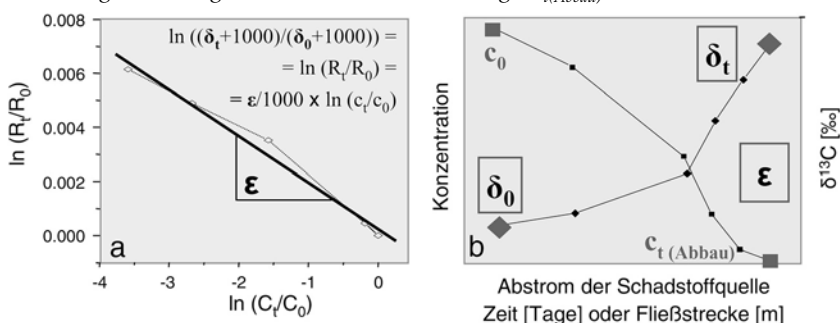 t(Abbau)
0.008
0.006
0.004
0.002
0.000
ln (Rt/R0)
ln ((δt+1000)/(δ0+1000)) =
= ln (Rt/R0) =
= ε/1000 x ln (ct/c0)
ε
a
-4 -3 -2 -1 0
ln (Ct/C0)
Konzentration
c0
δt
δ0
ε
ct (Abbau)
b
δ13C [‰]
Abstrom der Schadstoffquelle
Zeit [Tage] oder Fließstrecke [m]